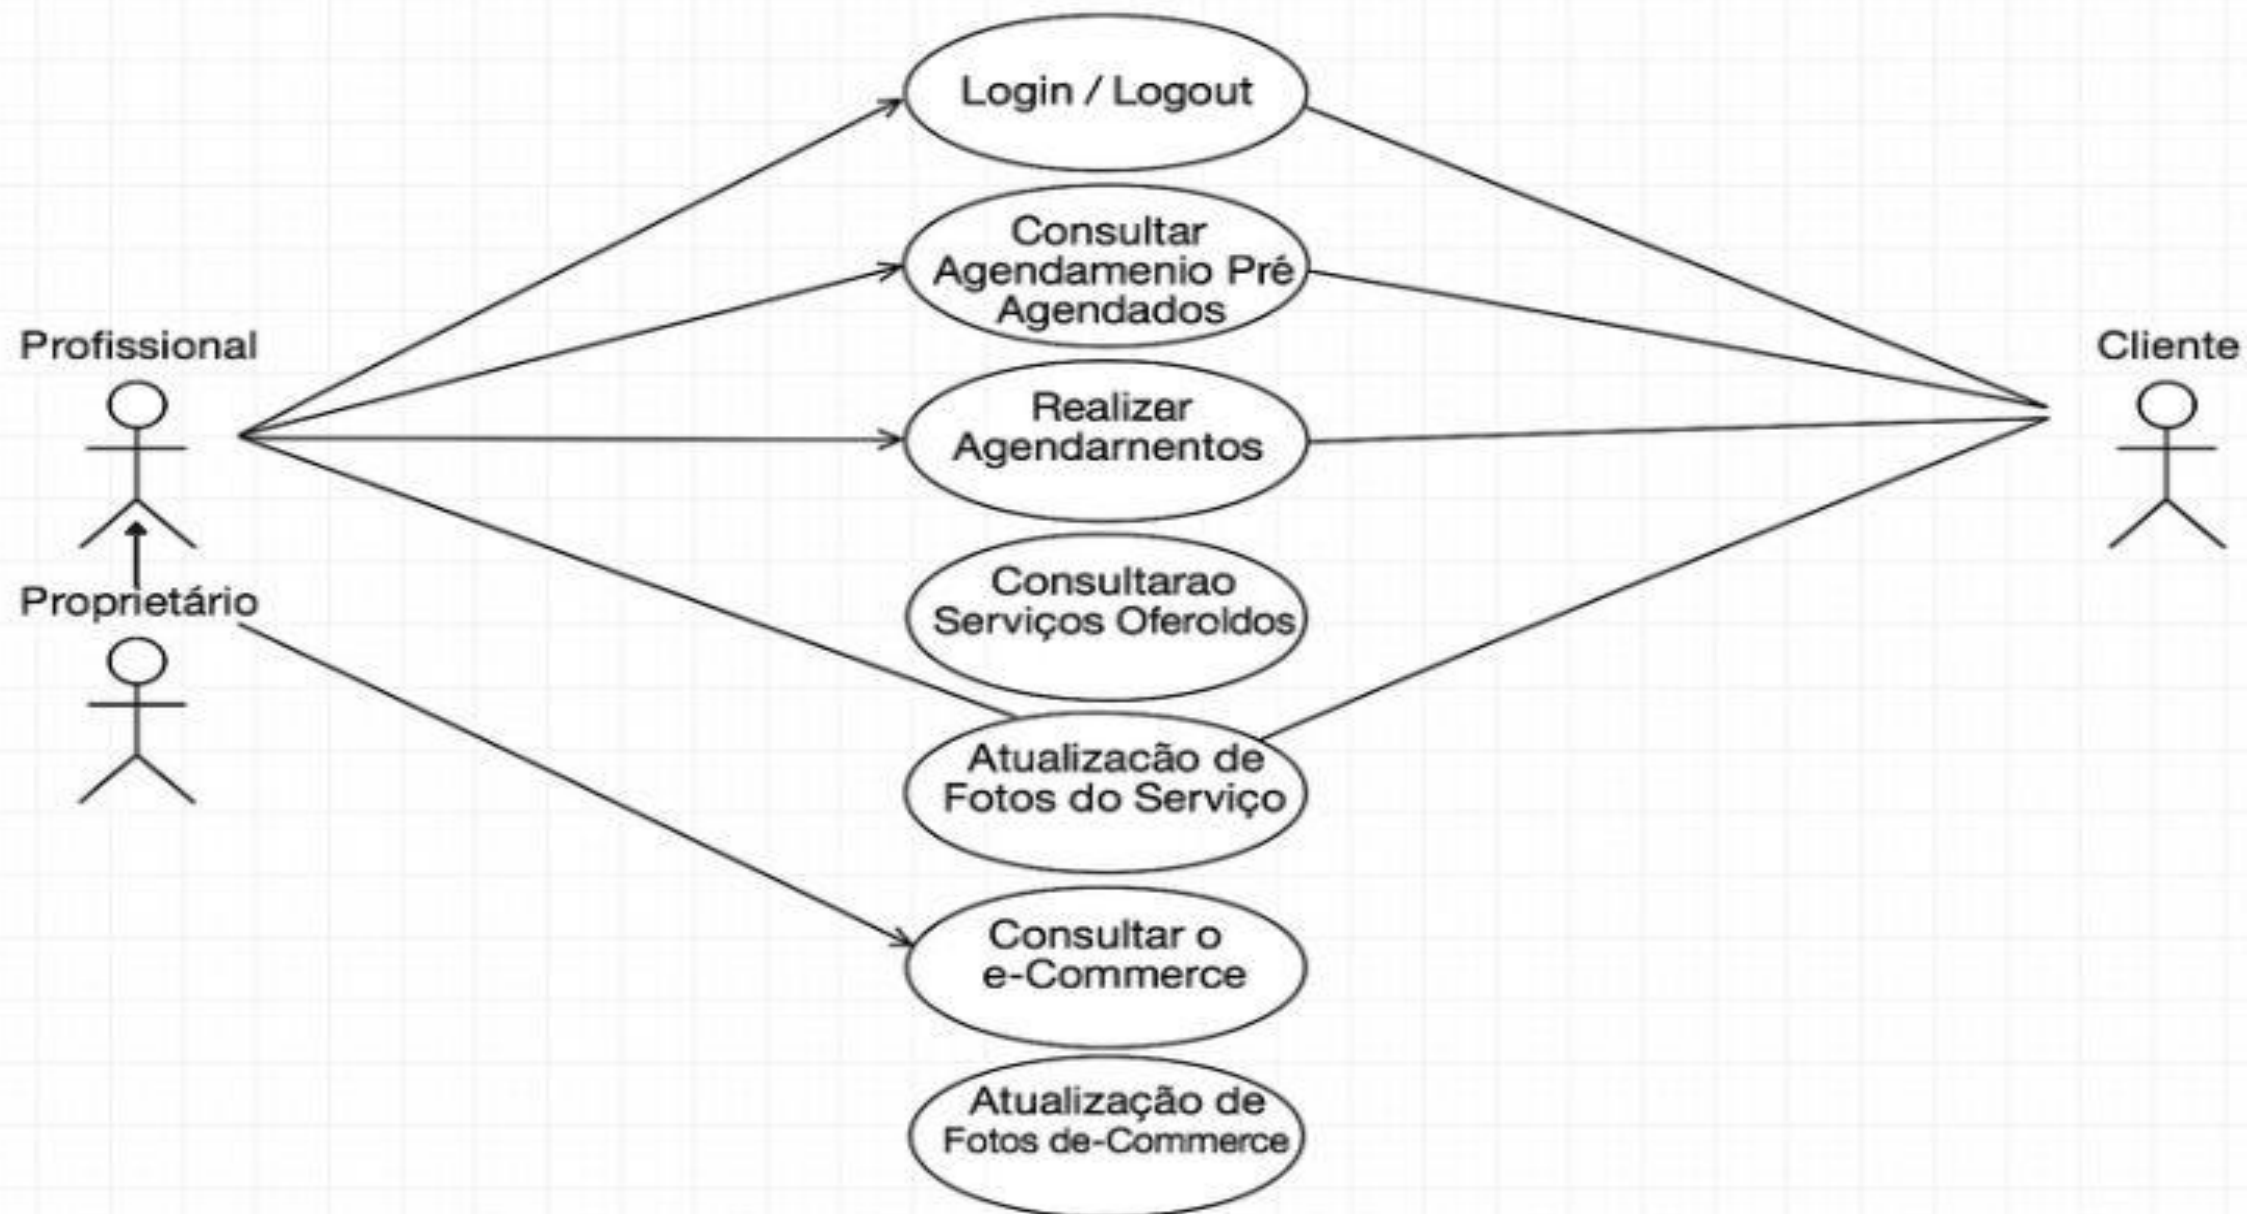 Login / Logout
Consultar
Agendamenio Pré
Agendados
Profissional
Cliente
Realizar
Agendarnentos
Consultarao
Serviços Oferoldos
Proprietário
Atualizacão de
Fotos do Serviço
Consultar o
e-Commerce
Atualização de
Fotos de-Commerce